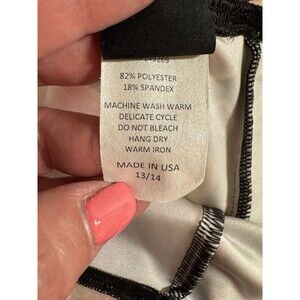 82% POLYESTER
18% SPANDEX
MACHINE WASH WARM
DELICATE CYCLE
DO NOT BLEACH
HANG DRY
WARM IRON
MADE IN USA
13/14